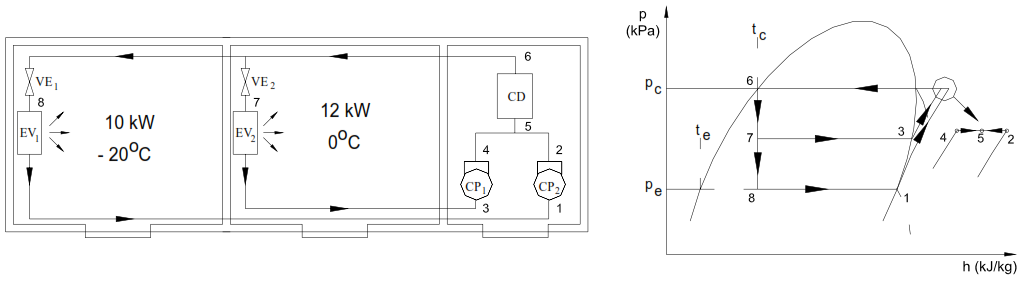 6
VE1
8
EV1
10 kW
- 20°C
VE2
7
EV2
12 kW
0°C
CD
5
4
2
CP1
CP2
3
1
p
(kPa)
tc
6
pc
te
7
3
4
5
2
pe
8
1
h (kJ/kg)